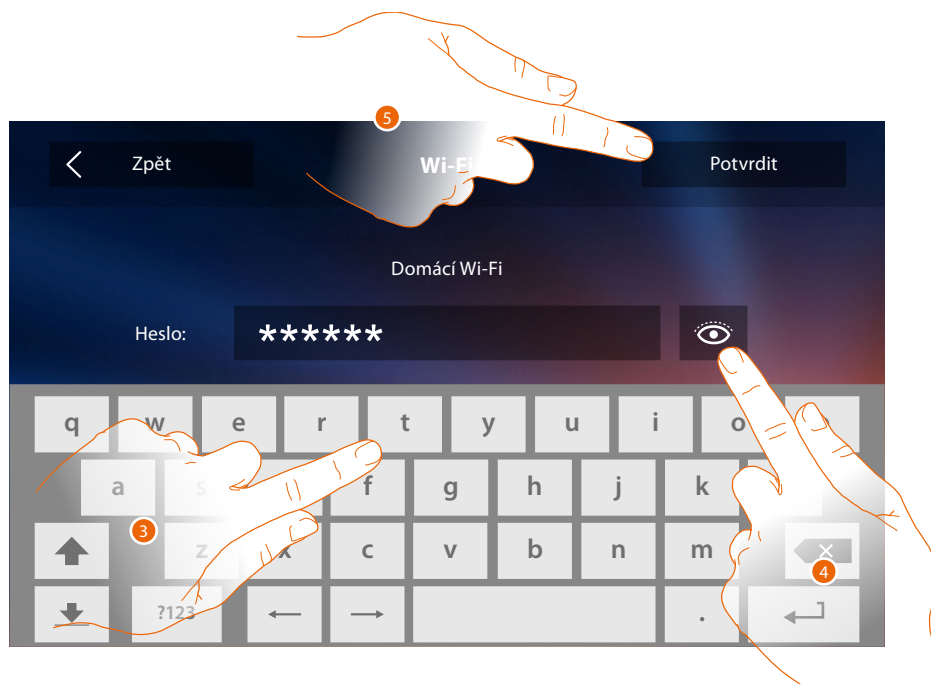 5
Zpět
Wi-Fi
Potvrdit
Domácí Wi-Fi
Heslo:
******
q w e r t y u i o
a s f g h j k
3
z x c v b n m
4
?123
.